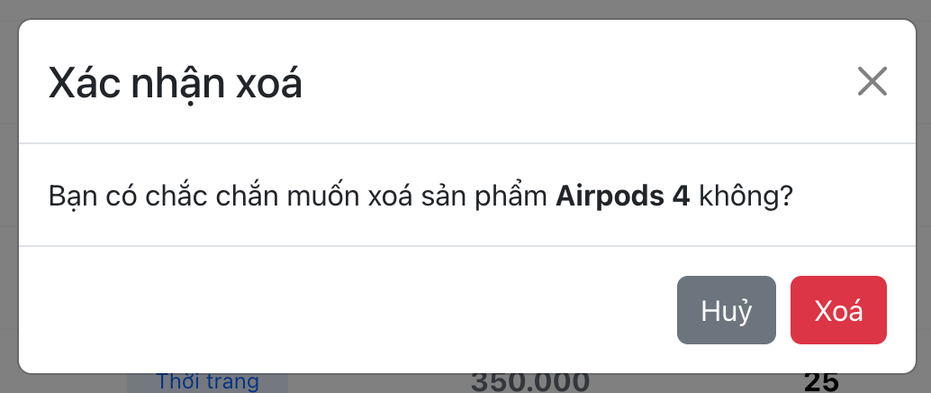 Xác nhận xoá
Bạn có chắc chắn muốn xoá sản phẩm Airpods 4 không?
Huỷ Xoá
Thời trang 350.000 25